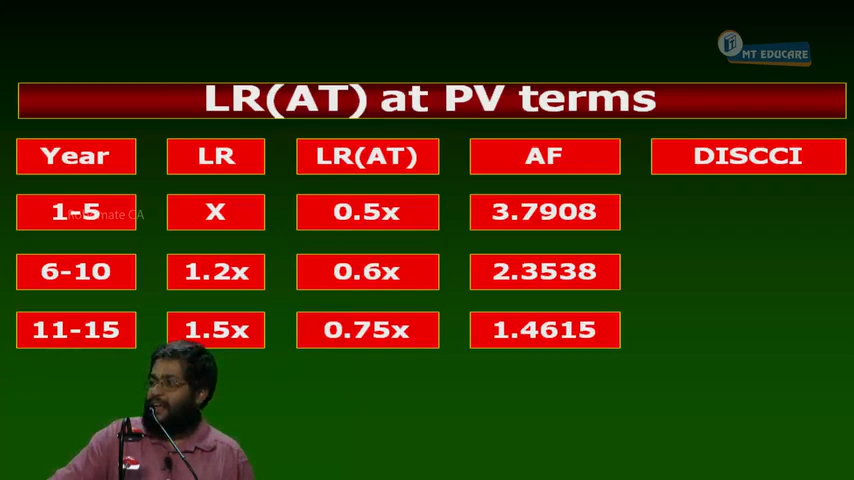 MT EDUCARE
LR(AT) at PV terms
Year LR LR(AT) AF DISCCI
1-5 X 0.5x 3.7908
6-10 1.2x 0.6x 2.3538
11-15 1.5x 0.75x 1.4615